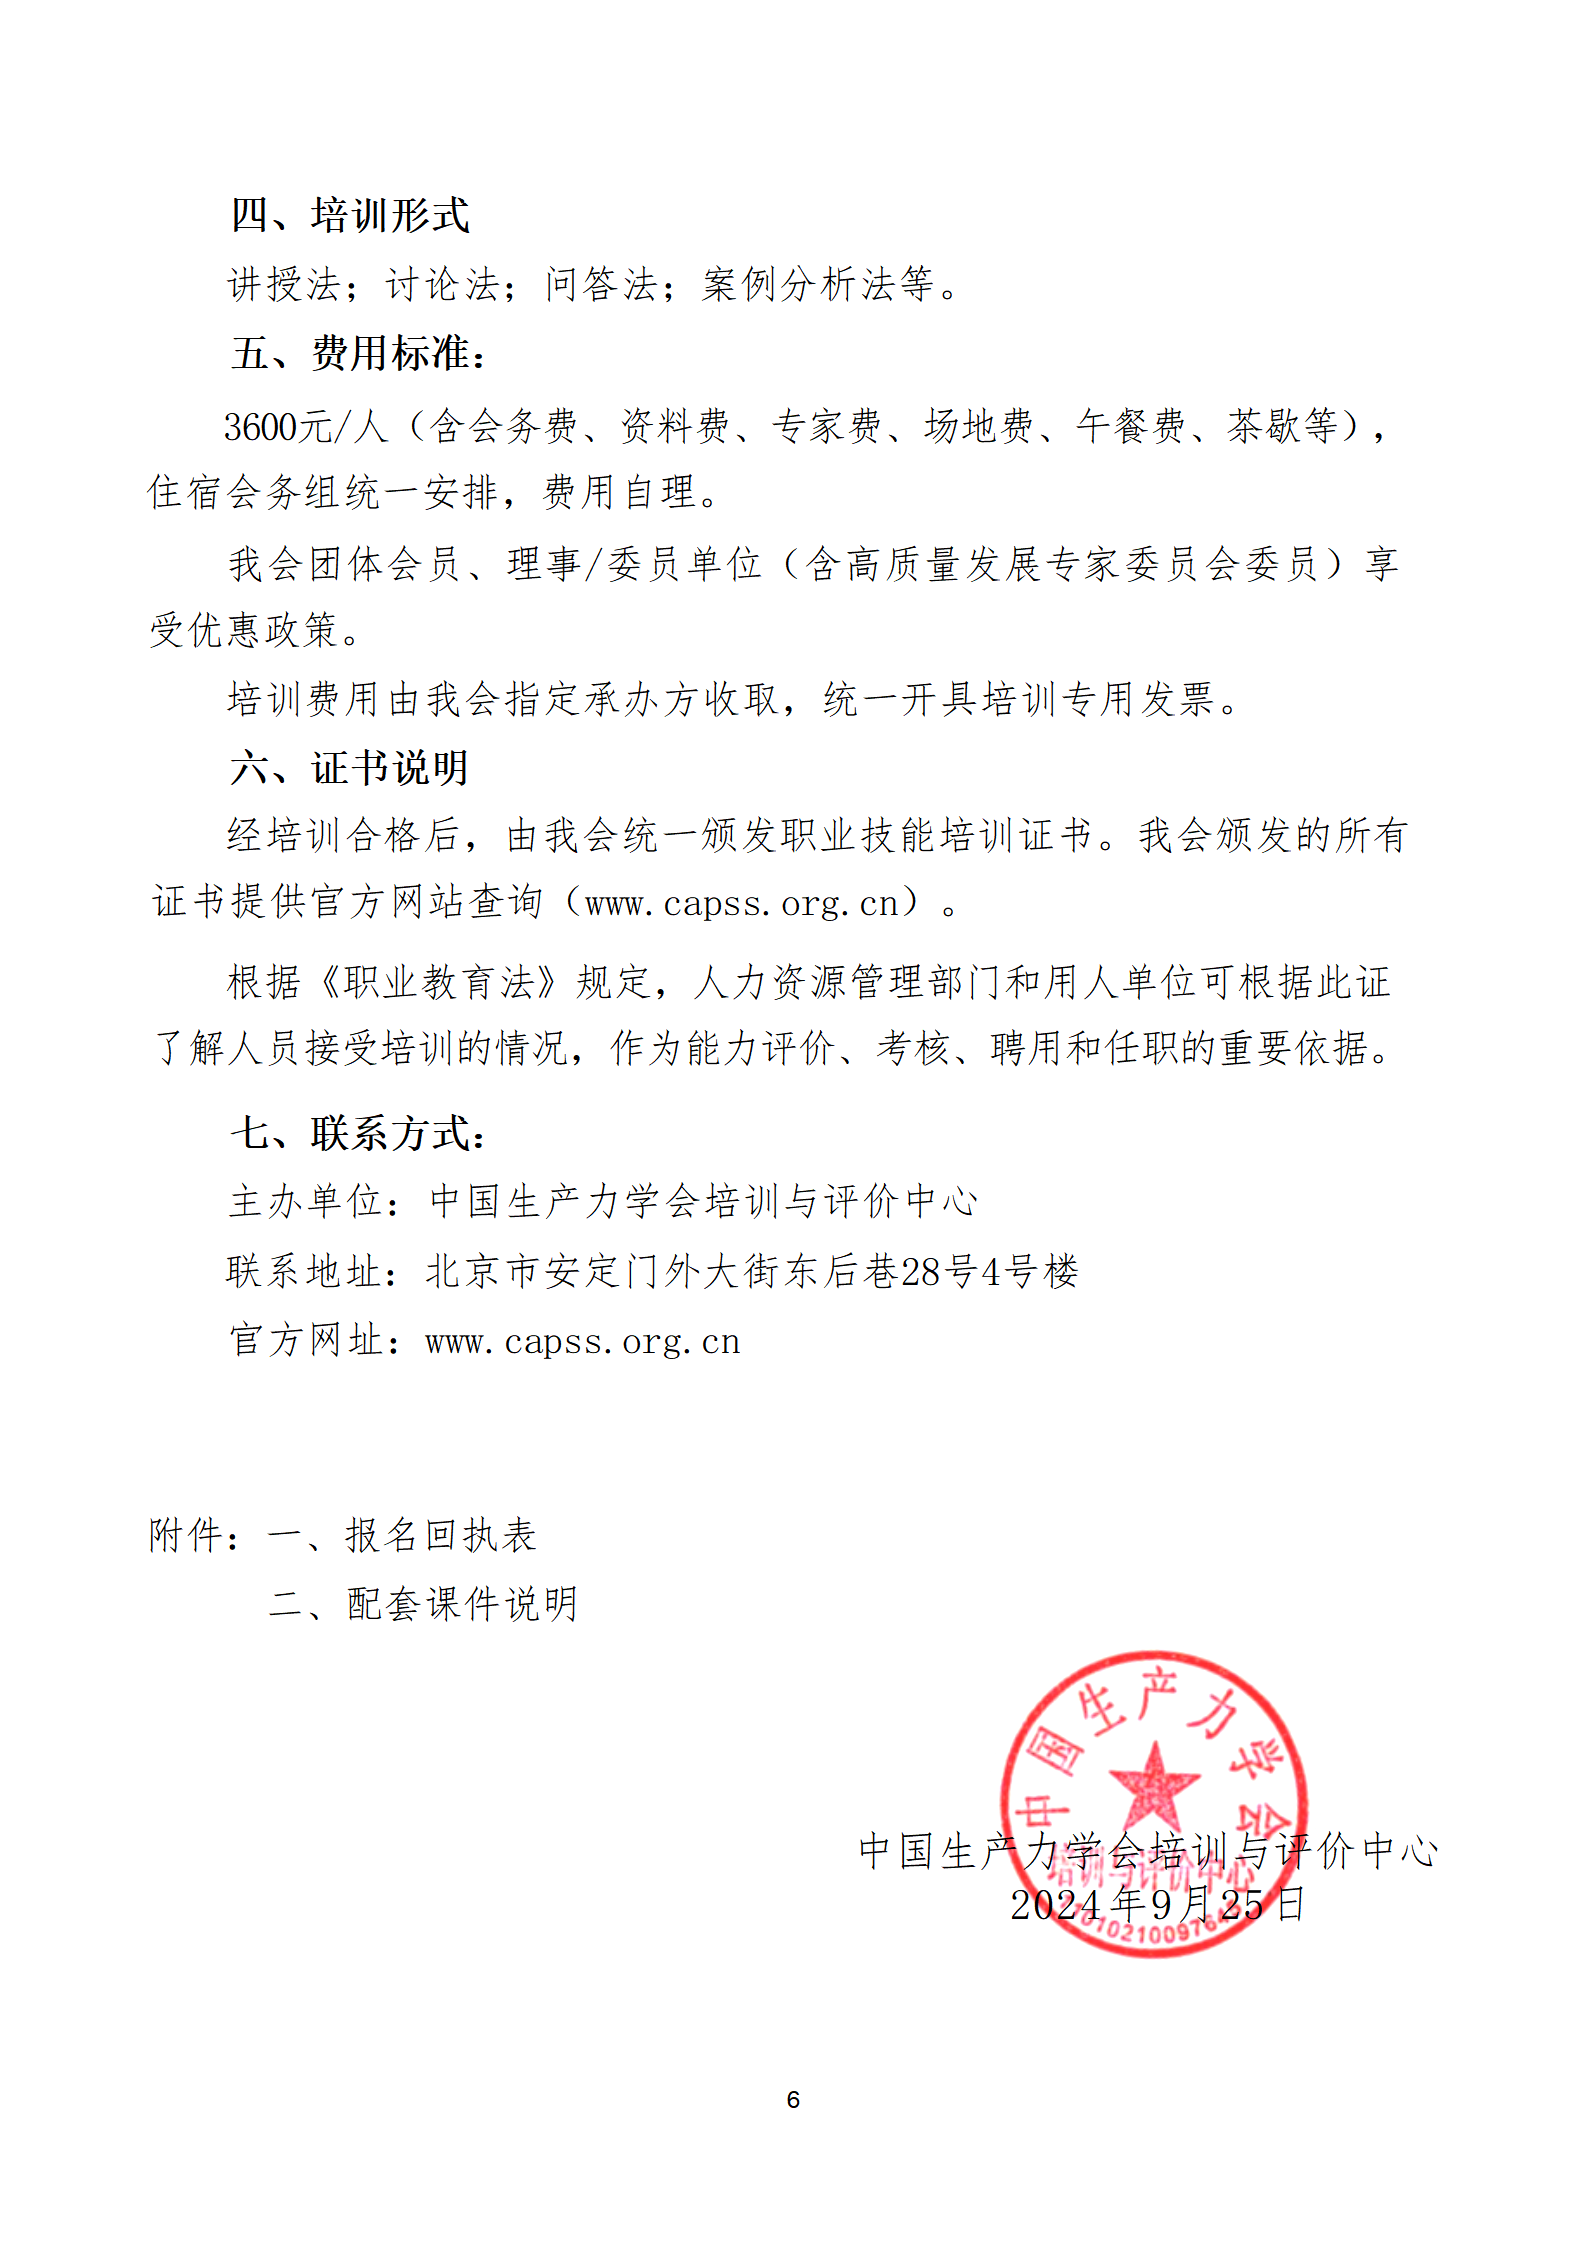 四、培训形式
讲授法；讨论法；问答法；案例分析法等。
五、费用标准：
3600元/人（含会务费、资料费、专家费、场地费、午餐费、茶歇等），
住宿会务组统一安排，费用自理。
我会团体会员、理事/委员单位（含高质量发展专家委员会委员）享
受优惠政策。
培训费用由我会指定承办方收取，统一开具培训专用发票。
六、证书说明
经培训合格后，由我会统一颁发职业技能培训证书。我会颁发的所有
证书提供官方网站查询（www.capss.org.cn）。
根据《职业教育法》规定，人力资源管理部门和用人单位可根据此证
了解人员接受培训的情况，作为能力评价、考核、聘用和任职的重要依据。
七、联系方式：
主办单位：中国生产力学会培训与评价中心
联系地址：北京市安定门外大街东后巷28号4号楼
官方网址：www.capss.org.cn
附件：一、报名回执表
二、配套课件说明
中国生产力学会
培训与评价中心
中国生产力学会培训与评价中心
2024年9月25日
6